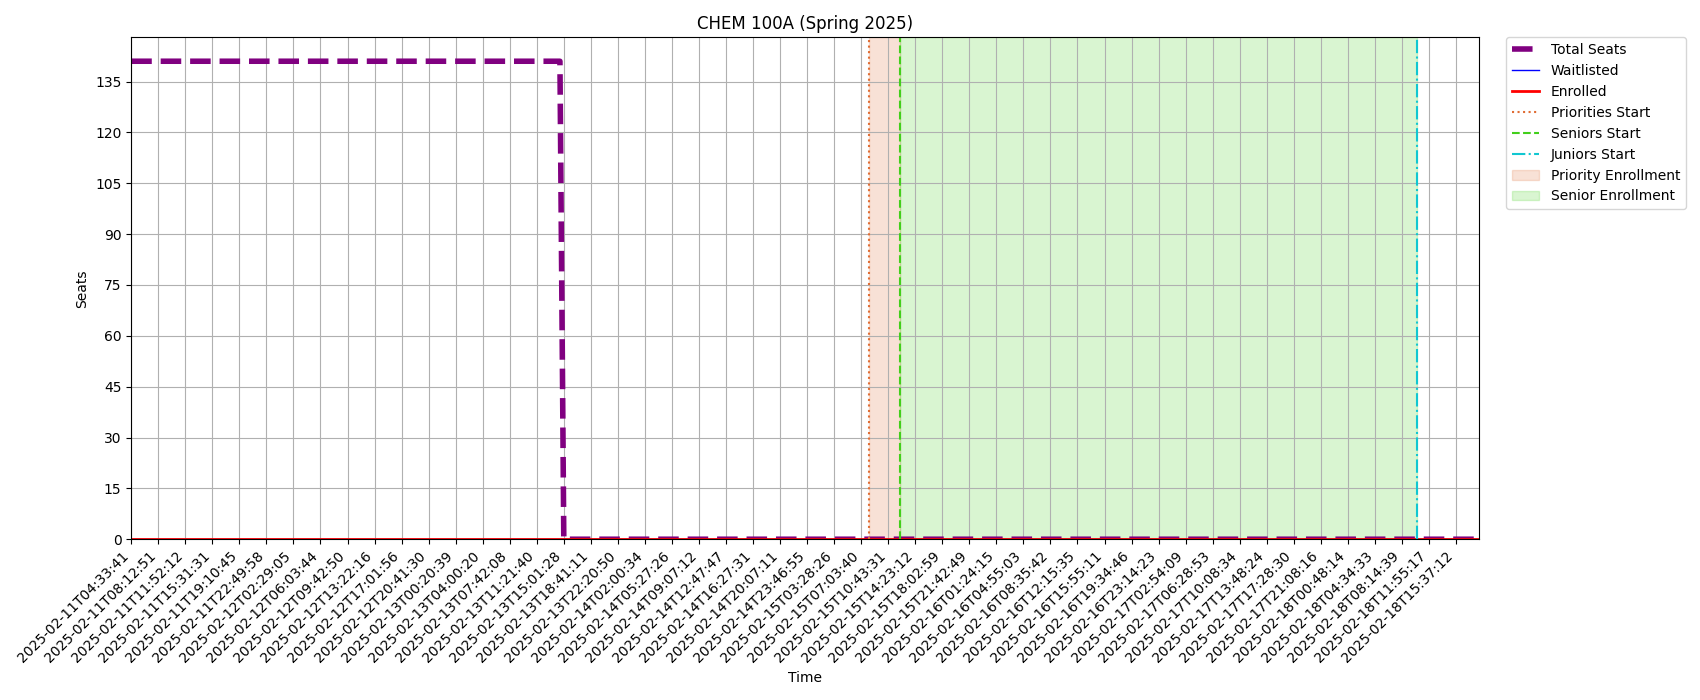 CHEM 100A (Spring 2025)
Total Seats
Waitlisted
Enrolled
Priorities Start
Seniors Start
Juniors Start
Priority Enrollment
Senior Enrollment
Seats
135
120
105
90
75
60
45
30
15
0
2025-02-11T04:33:41
2025-02-11T08:12:51
2025-02-11T11:52:12
2025-02-11T15:31:31
2025-02-11T19:10:45
2025-02-11T22:49:58
2025-02-12T02:29:05
2025-02-12T06:03:44
2025-02-12T09:42:50
2025-02-12T13:22:16
2025-02-12T17:01:56
2025-02-12T20:41:30
2025-02-13T00:20:39
2025-02-13T04:00:20
2025-02-13T07:42:08
2025-02-13T11:21:40
2025-02-13T15:01:28
2025-02-13T18:41:11
2025-02-13T22:20:50
2025-02-14T02:00:34
2025-02-14T05:27:26
2025-02-14T09:07:12
2025-02-14T12:47:47
2025-02-14T16:27:31
2025-02-14T20:07:11
2025-02-14T23:46:55
2025-02-15T03:28:26
2025-02-15T07:03:40
2025-02-15T10:43:31
2025-02-15T14:23:12
2025-02-15T18:02:59
2025-02-15T21:42:49
2025-02-16T01:24:15
2025-02-16T04:55:03
2025-02-16T08:35:42
2025-02-16T12:15:35
2025-02-16T15:55:11
2025-02-16T19:34:46
2025-02-16T23:14:23
2025-02-17T02:54:09
2025-02-17T06:28:53
2025-02-17T10:08:34
2025-02-17T13:48:24
2025-02-17T17:28:30
2025-02-17T21:08:16
2025-02-18T00:48:14
2025-02-18T04:34:33
2025-02-18T08:14:39
2025-02-18T11:55:17
2025-02-18T15:37:12
Time